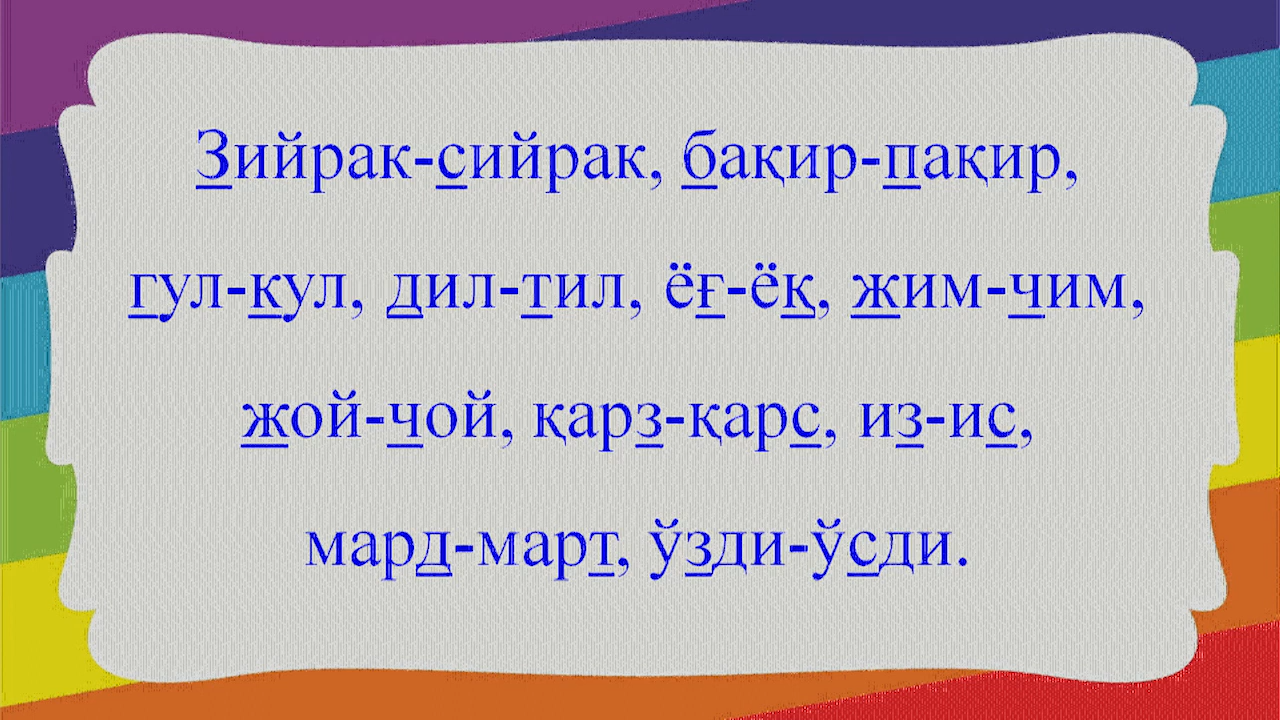 Зийрак-сийрак, бақир-пақир,
гул-кул, дил-тил, ёғ-ёқ, жим-чим,
жой-чой, қарз-қарс, из-ис,
мард-март, ўзди-ўсди.